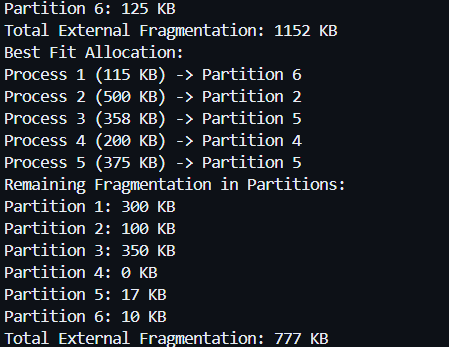 Partition 6: 125 KB
Total External Fragmentation: 1152 KB
Best Fit Allocation:
Process 1 (115 KB) -> Partition 6
Process 2 (500 KB) -> Partition 2
Process 3 (358 KB) -> Partition 5
Process 4 (200 KB) -> Partition 4
Process 5 (375 KB) -> Partition 5
Remaining Fragmentation in Partitions:
Partition 1: 300 KB
Partition 2: 100 KB
Partition 3: 350 KB
Partition 4: 0 KB
Partition 5: 17 KB
Partition 6: 10 KB
Total External Fragmentation: 777 KB